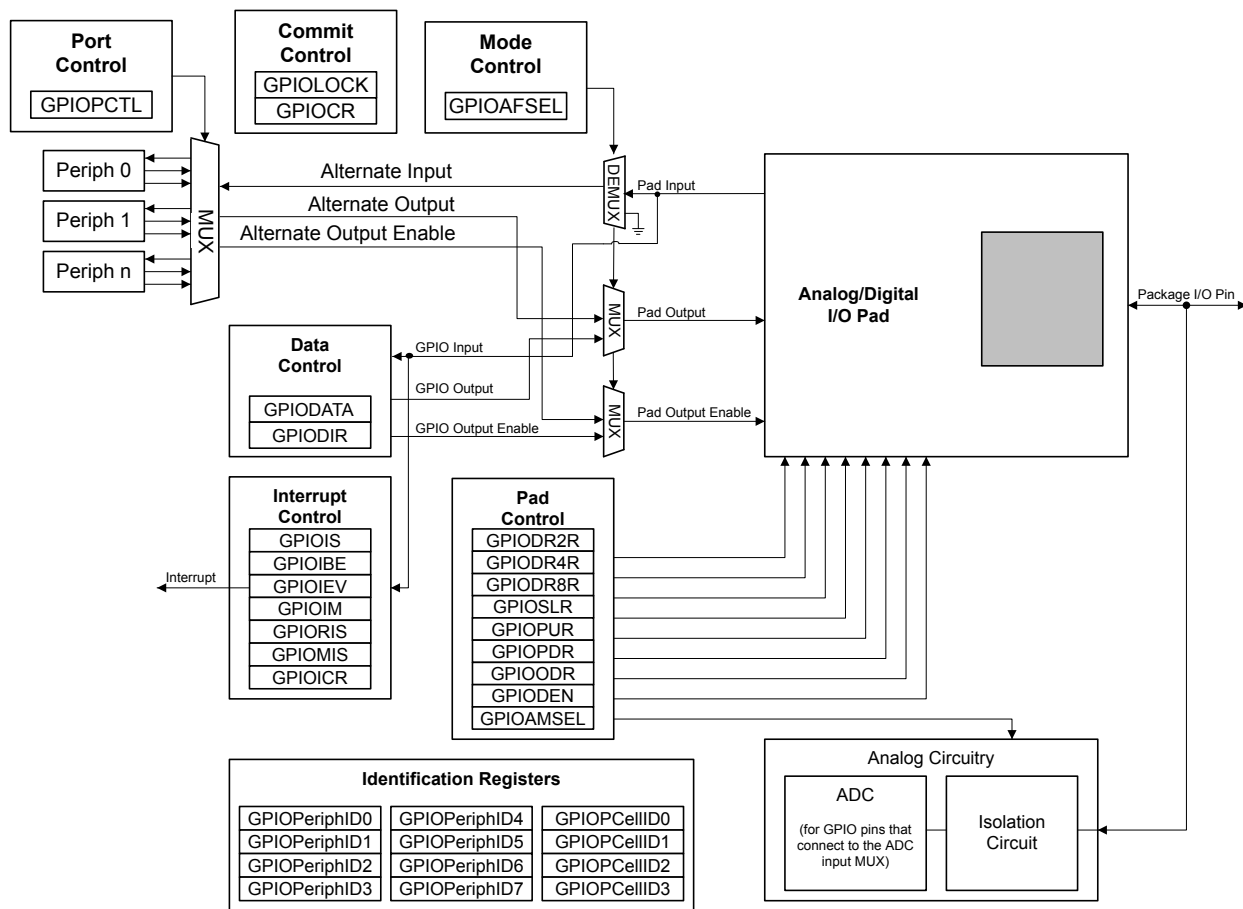 Port
Control
GPIOPCTL
Commit
Control
GPIOLOCK
GPIOCR
Mode
Control
GPIOAFSEL
Periph 0
Periph 1
Periph n
MUX
Alternate Input
Alternate Output
Alternate Output Enable
DEMUX
Pad Input
MUX
Pad Output
MUX
Pad Output Enable
Analog/Digital
I/O Pad
Package I/O Pin
Data
Control
GPIODATA
GPIODIR
GPIO Input
GPIO Output
GPIO Output Enable
Interrupt
Control
GPIOIS
GPIOIBE
GPIOIEV
GPIOIM
GPIORIS
GPIOMIS
GPIOICR
Interrupt
Pad
Control
GPIODR2R
GPIODR4R
GPIODR8R
GPIOSLR
GPIOPUR
GPIOPDR
GPIOODR
GPIODEN
GPIOAMSEL
Analog Circuitry
ADC
(for GPIO pins that
connect to the ADC
input MUX)
Isolation
Circuit
Identification Registers
GPIOPeriphID0
GPIOPeriphID1
GPIOPeriphID2
GPIOPeriphID3
GPIOPeriphID4
GPIOPeriphID5
GPIOPeriphID6
GPIOPeriphID7
GPIOPCellID0
GPIOPCellID1
GPIOPCellID2
GPIOPCellID3